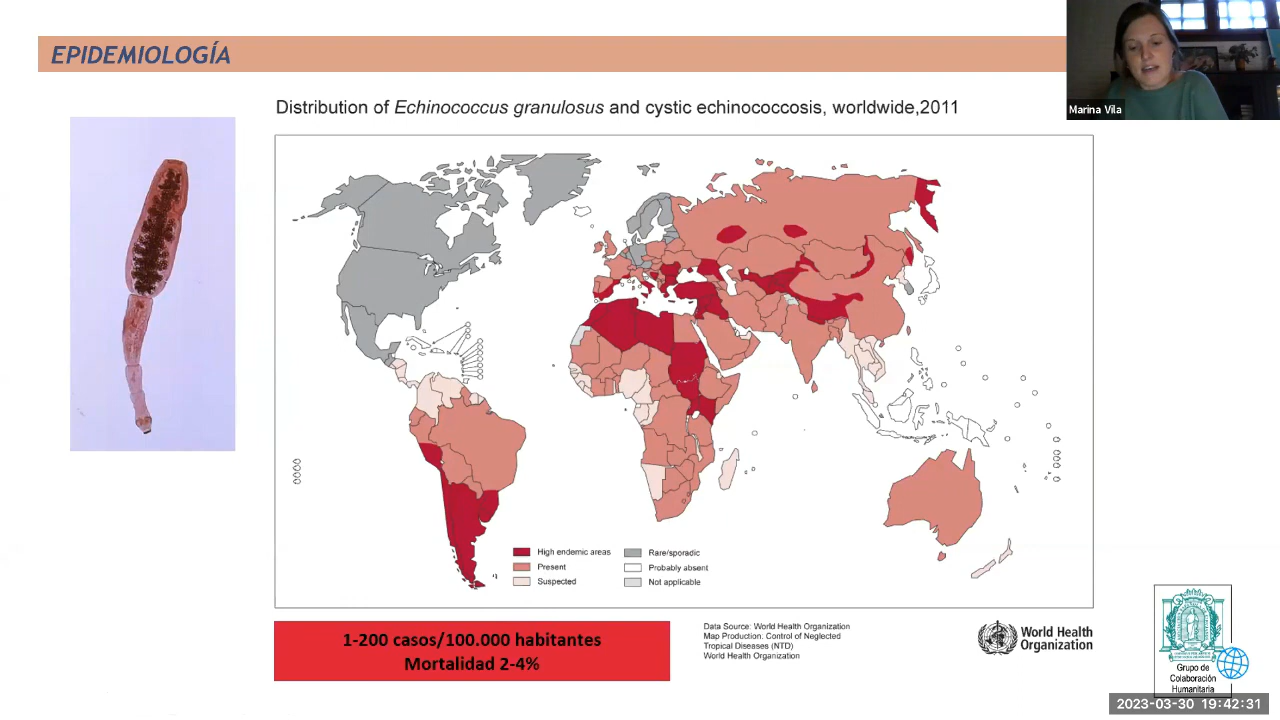 EPIDEMIOLOGÍA
Marina Vila
Distribution of Echinococcus granulosus and cystic echinococcosis, worldwide,2011
High endemic areas
Present
Suspected
Rare/sporadic
Probably absent
Not applicable
1-200 casos/100.000 habitantes
Mortalidad 2-4%
Data Source: World Health Organization
Map Production: Control of Neglected
Tropical Diseases (NTD)
World Health Organization
World Health
Organization
Grupo de
Colaboración
Humanitaria
2023-03-30 19:42:31